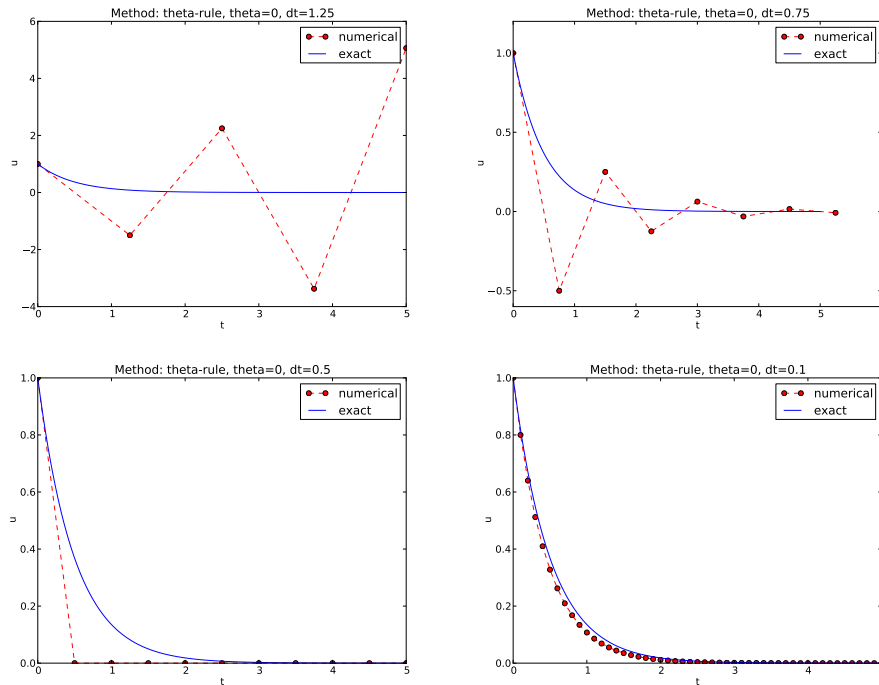 Method: theta-rule, theta=0, dt=1.25
6
4
2
0
−2
−4
u
numerical
exact
0 1 2 3 4 5
t
Method: theta-rule, theta=0, dt=0.75
1.0
0.5
0.0
−0.5
u
numerical
exact
0 1 2 3 4 5
t
Method: theta-rule, theta=0, dt=0.5
1.0
0.8
0.6
0.4
0.2
0.0
u
numerical
exact
0 1 2 3 4 5
t
Method: theta-rule, theta=0, dt=0.1
1.0
0.8
0.6
0.4
0.2
0.0
u
numerical
exact
0 1 2 3 4
t